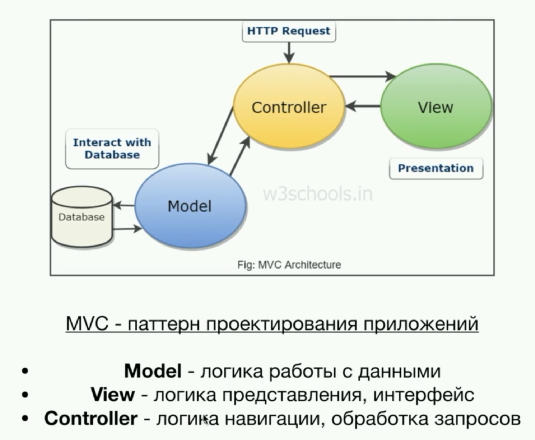 HTTP Request
Controller
View
Interact with
Database
Presentation
w3schools.in
Model
Database
Fig: MVC Architecture
MVC - паттерн проектирования приложений
• Model - логика работы с данными
• View - логика представления, интерфейс
• Controller - логика навигации, обработка запросов